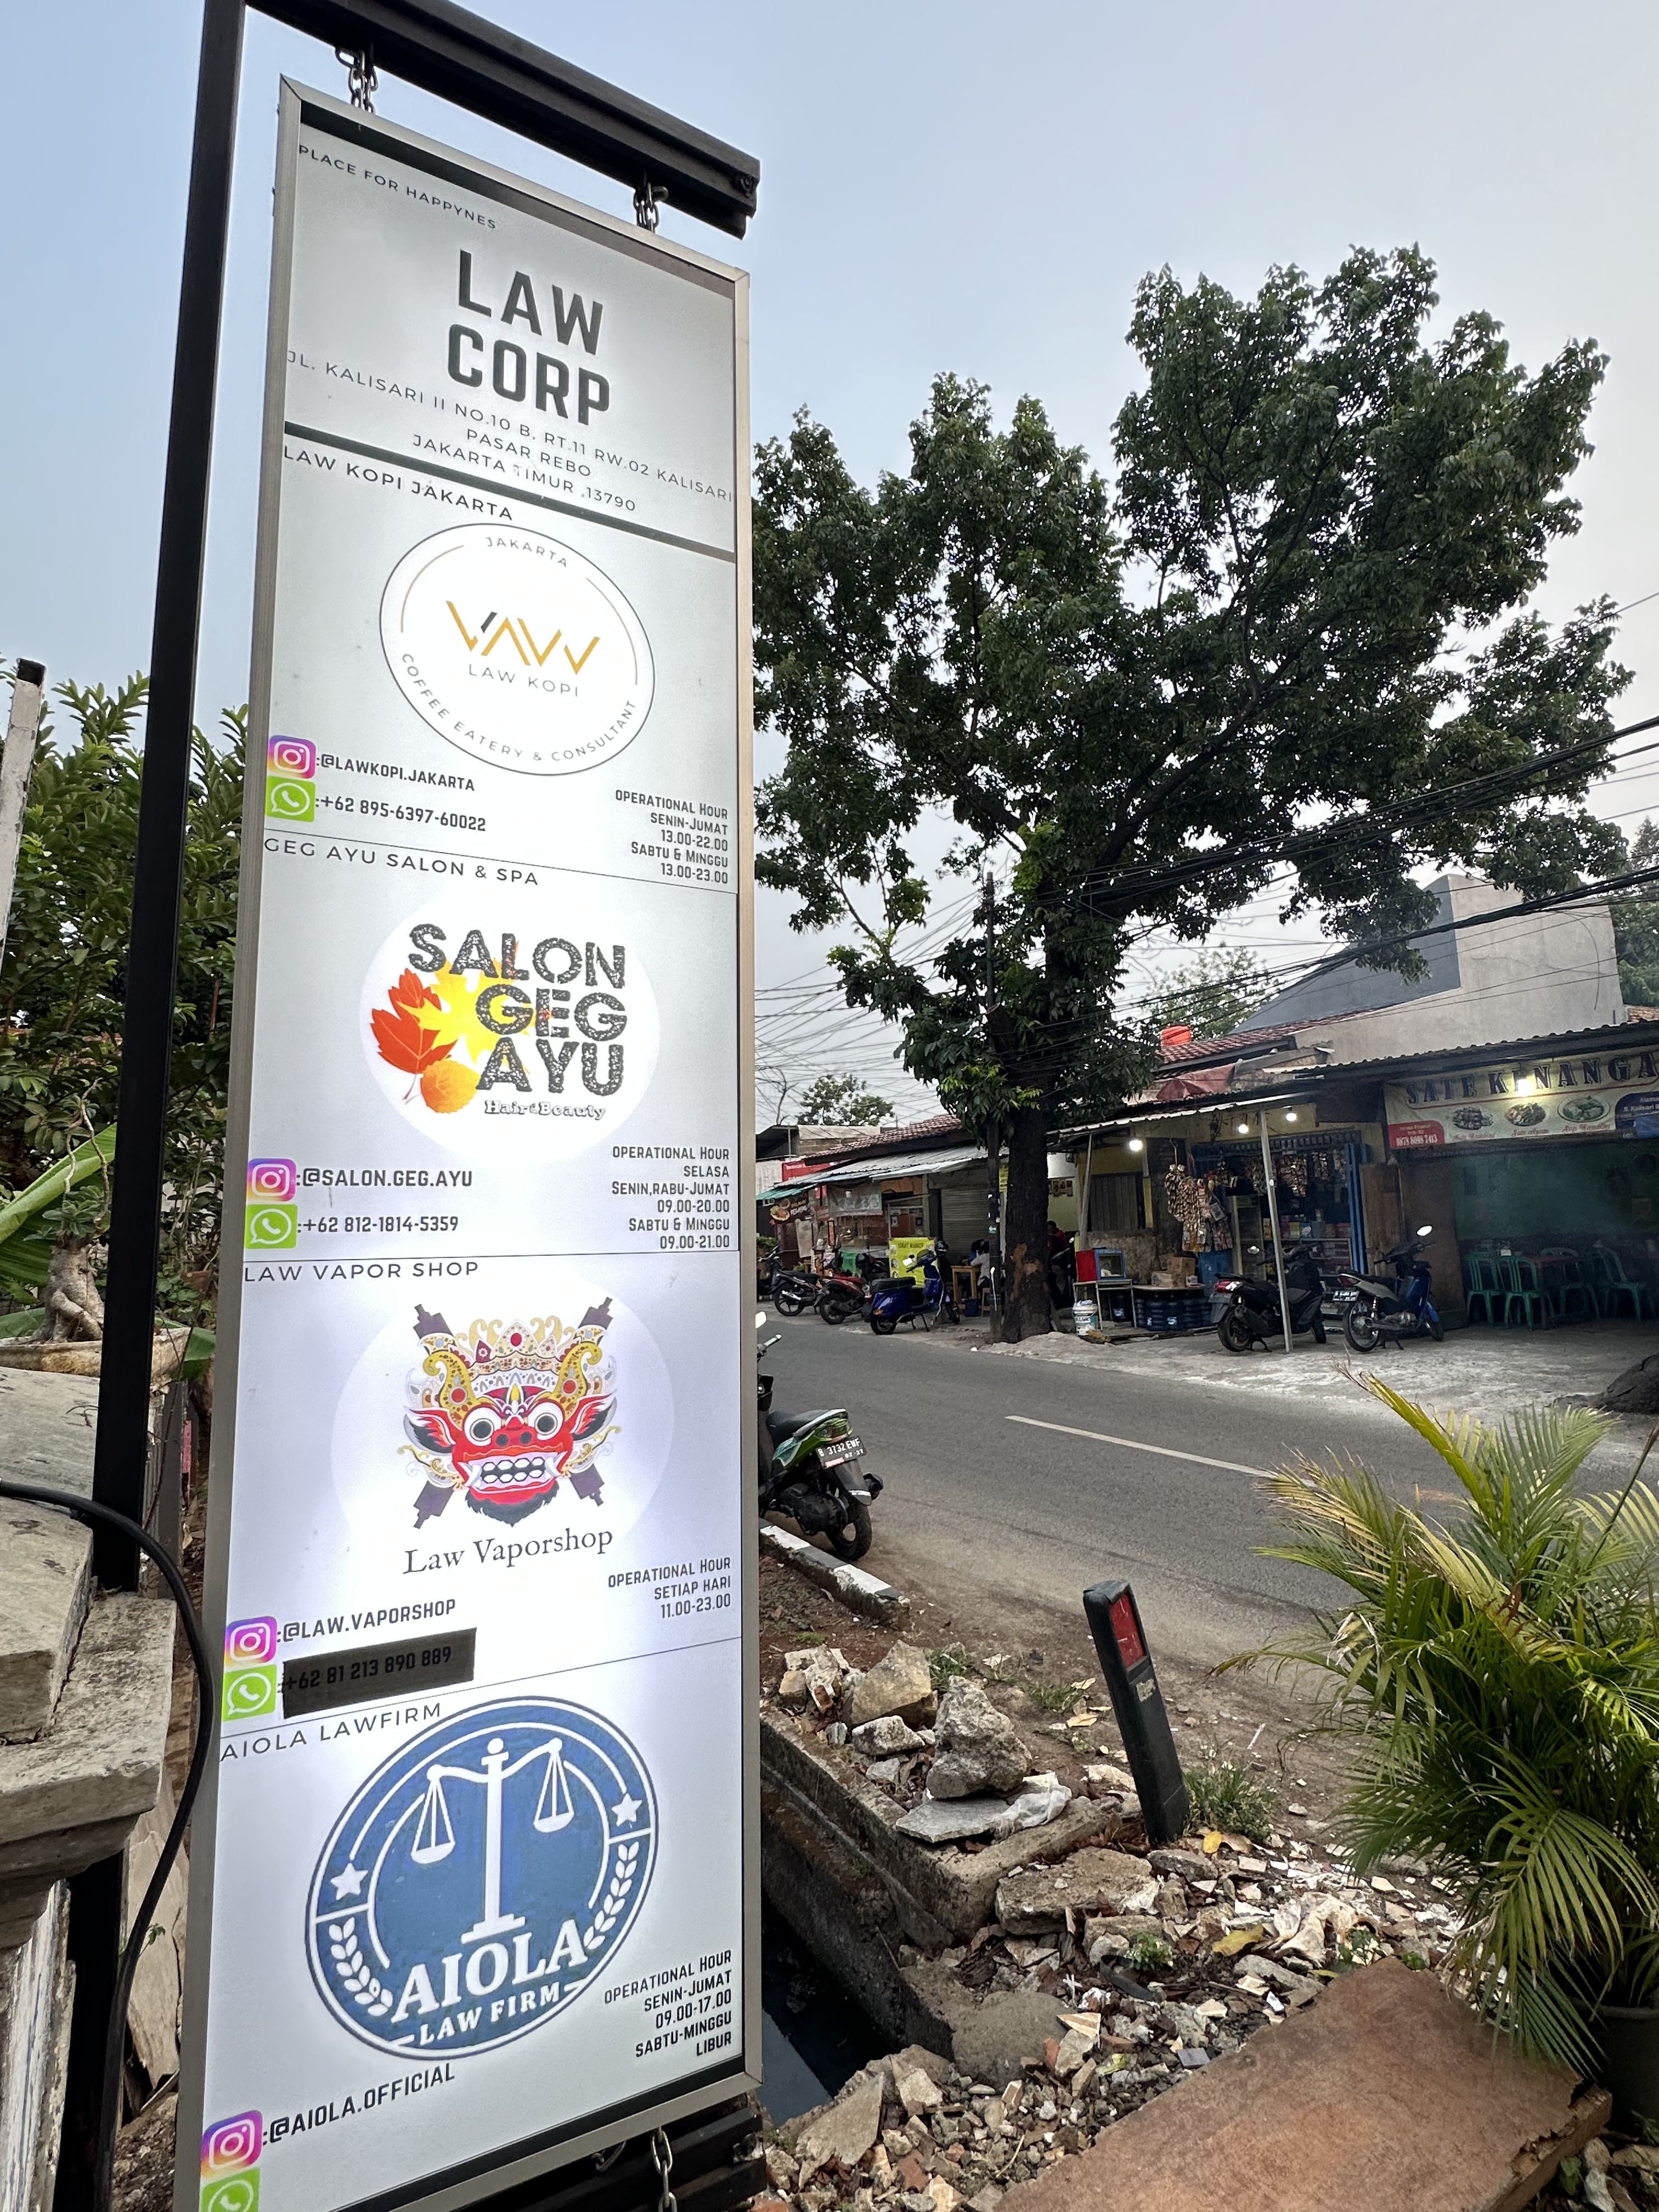 PLACE FOR HAPPYNES
LAW
CORP
JL. KALISARI II NO.10 B, RT.11 RW.02 KALISARI
PASAR REBO
JAKARTA TIMUR ,13790
LAW KOPI JAKARTA
JAKARTA
LAW KOPI
COFFEE EATERY & CONSULTANT
:@LAWKOPI.JAKARTA
:+62 895-6397-60022
OPERATIONAL HOUR
SENIN-JUMAT
13.00-22.00
SABTU & MINGGU
13.00-23.00
GEG AYU SALON & SPA
SALON
GEG
AYU
Hair&Beauty
:@SALON.GEG.AYU
:+62 812-1814-5359
OPERATIONAL HOUR
SELASA
SENIN,RABU-JUMAT
09.00-20.00
SABTU & MINGGU
09.00-21.00
LAW VAPOR SHOP
Law Vaporshop
OPERATIONAL HOUR
SETIAP HARI
11.00-23.00
:@LAW.VAPORSHOP
:+62 81 213 890 889
AIOLA LAWFIRM
AIOLA
LAW FIRM
OPERATIONAL HOUR
SENIN-JUMAT
09.00-17.00
SABTU-MINGGU
LIBUR
:@AIOLA.OFFICIAL
SATE KENANGA
B 3732 EWF